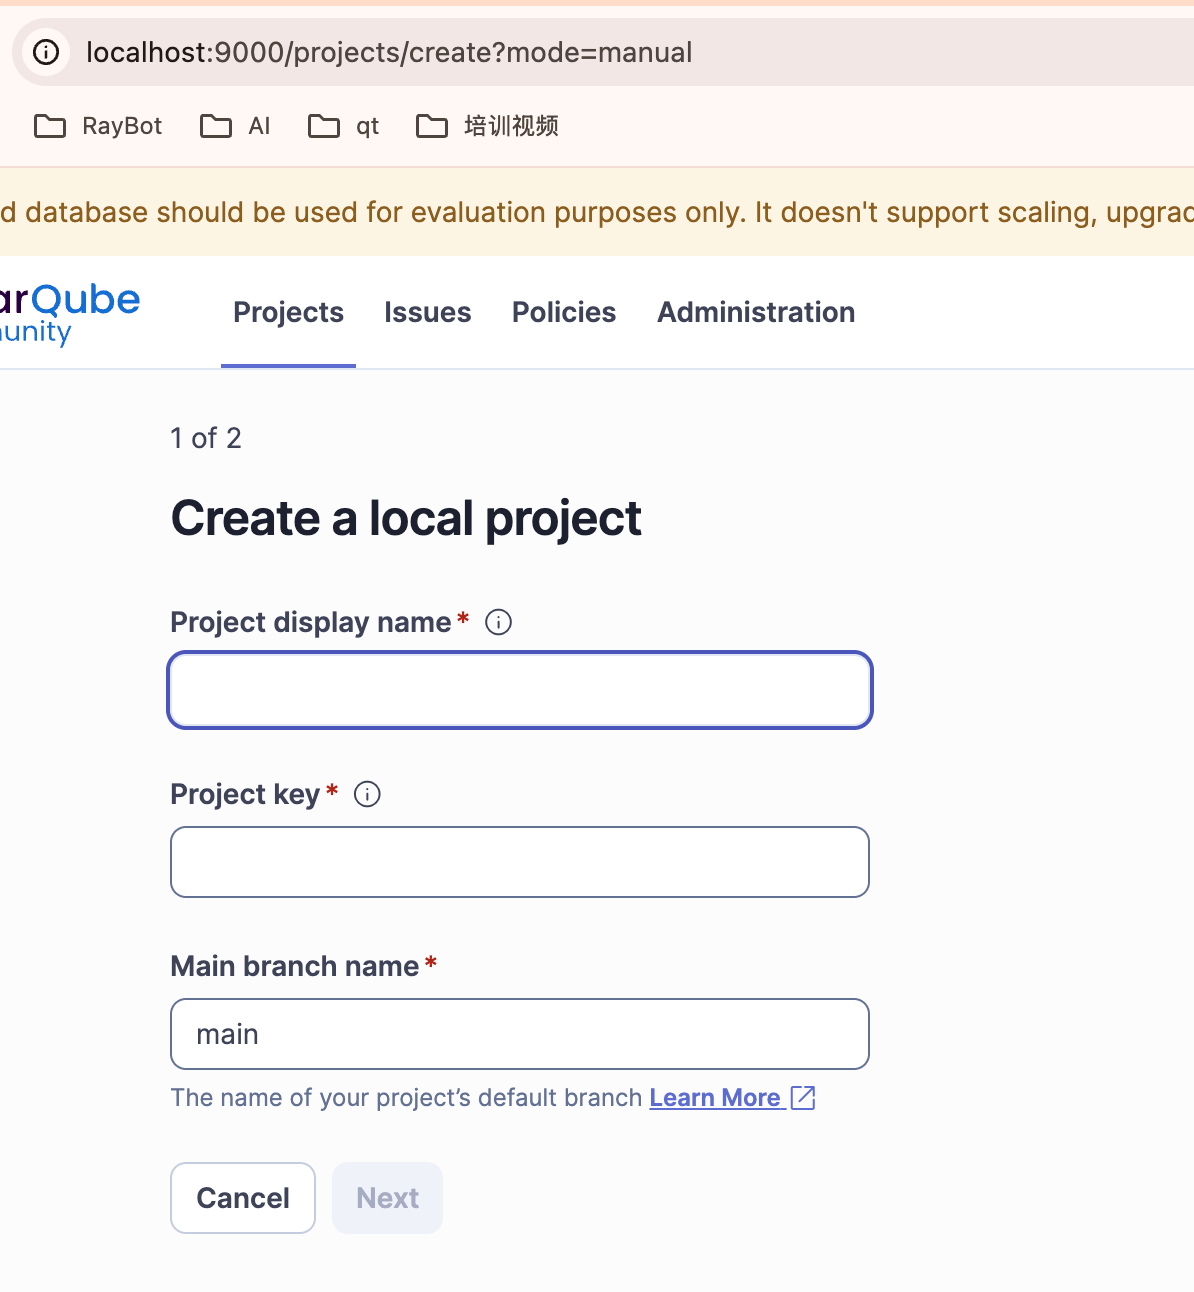 localhost:9000/projects/create?mode=manual
RayBot AI qt 培训视频
d database should be used for evaluation purposes only. It doesn't support scaling, upgrad
arQube
unity
Projects Issues Policies Administration
1 of 2
Create a local project
Project display name*
Project key*
Main branch name*
main
The name of your project’s default branch Learn More
Cancel Next